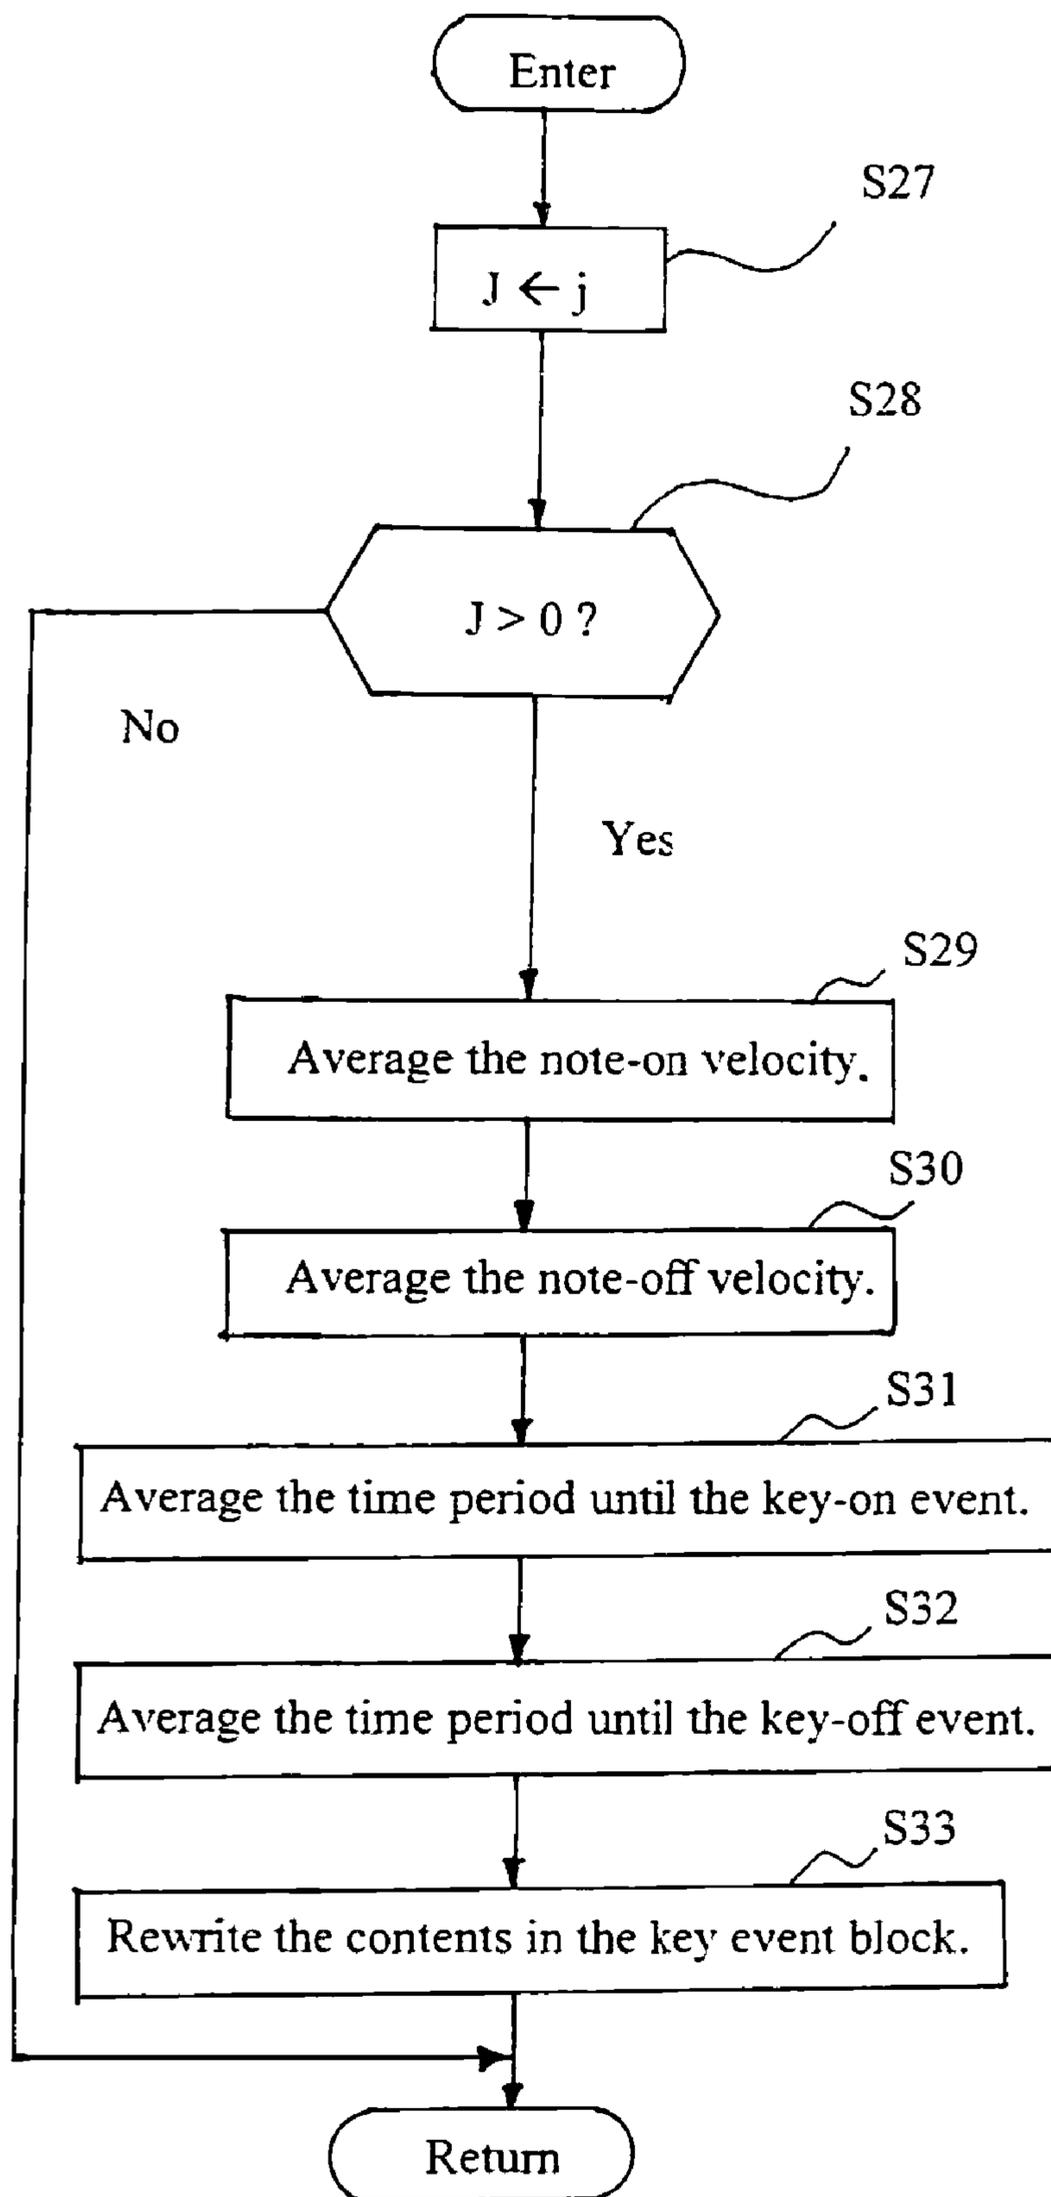 Enter
S27
J ← j
S28
J > 0 ?
No
Yes
S29
Average the note-on velocity.
S30
Average the note-off velocity.
S31
Average the time period until the key-on event.
S32
Average the time period until the key-off event.
S33
Rewrite the contents in the key event block.
Return